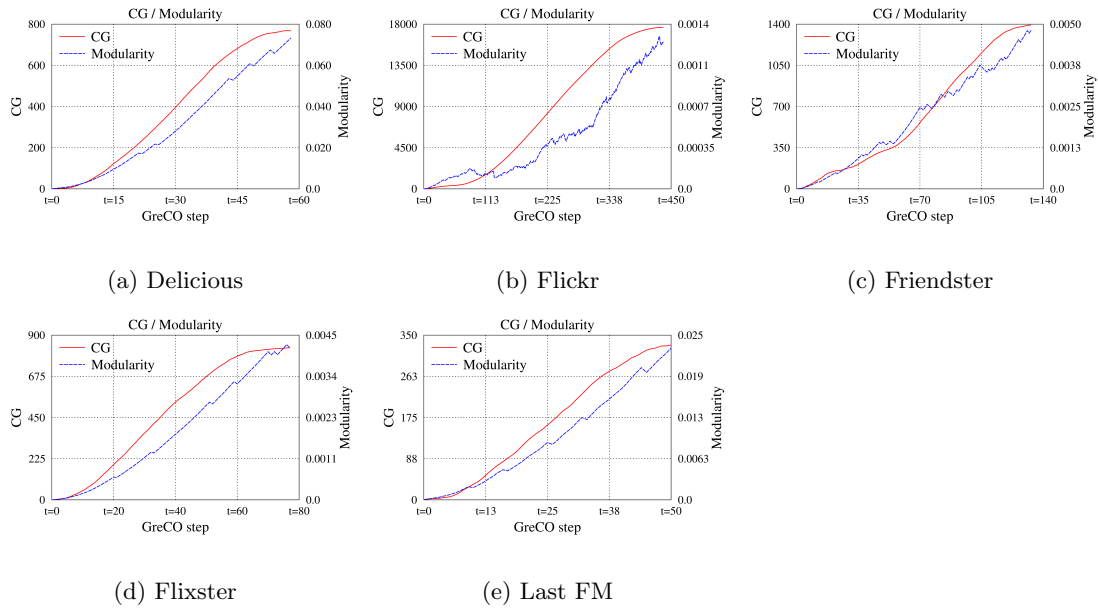 CG / Modularity
800
600
400
200
0
CG
0.080
0.060
0.040
0.020
0.0
Modularity
CG
Modularity
t=0
t=15
t=30
t=45
t=60
GreCO step
(a) Delicious
CG / Modularity
18000
13500
9000
4500
0
CG
0.0014
0.0011
0.0007
0.00035
0.0
Modularity
CG
Modularity
t=0
t=113
t=225
t=338
t=450
GreCO step
(b) Flickr
CG / Modularity
1400
1050
700
350
0
CG
0.0050
0.0038
0.0025
0.0013
0.0
Modularity
CG
Modularity
t=0
t=35
t=70
t=105
t=140
GreCO step
(c) Friendster
CG / Modularity
900
675
450
225
0
CG
0.0045
0.0034
0.0023
0.0011
0.0
Modularity
CG
Modularity
t=0
t=20
t=40
t=60
t=80
GreCO step
(d) Flixster
CG / Modularity
350
263
175
88
0
CG
0.025
0.019
0.013
0.0063
0.0
Modularity
CG
Modularity
t=0
t=13
t=25
t=38
t=50
GreCO step
(e) Last FM